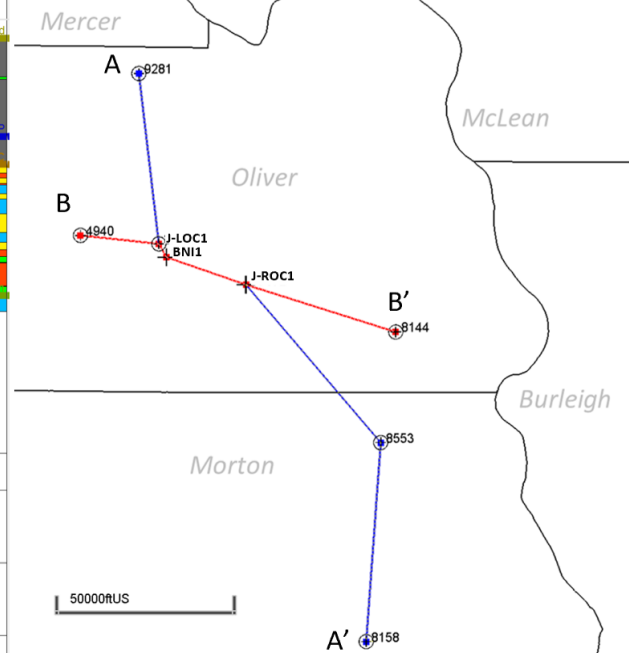 Mercer
A
9281
McLean
Oliver
B
4940
J-LOC1
BNI1
J-ROC1
B’
8144
Burleigh
8553
Morton
50000ftUS
A’
8158